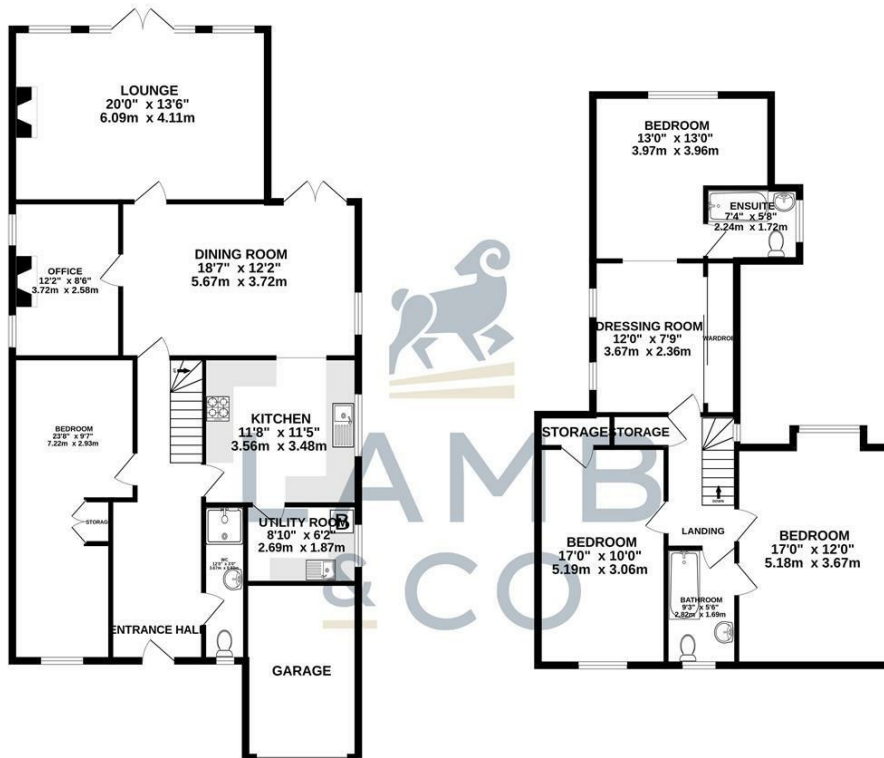 LOUNGE
20'0" x 13'6"
6.09m x 4.11m
DINING ROOM
18'7" x 12'2"
5.67m x 3.72m
OFFICE
12'2" x 8'6"
3.72m x 2.58m
BEDROOM
23'8" x 9'7"
7.22m x 2.93m
STORAG
KITCHEN
11'8" x 11'5"
3.56m x 3.48m
UTILITY ROOM
8'10" x 6'2"
2.69m x 1.87m
B
WC
ENTRANCE HALL
GARAGE
BEDROOM
13'0" x 13'0"
3.97m x 3.96m
ENSUITE
7'4" x 5'8"
2.24m x 1.72m
DRESSING ROOM
12'0" x 7'9"
3.67m x 2.36m
WARDROB
STORAGE
STORAGE
DOWN
LANDING
BEDROOM
17'0" x 10'0"
5.19m x 3.06m
BEDROOM
17'0" x 12'0"
5.18m x 3.67m
BATHROOM
9'3" x 5'6"
2.82m x 1.69m
LAMB
& CO